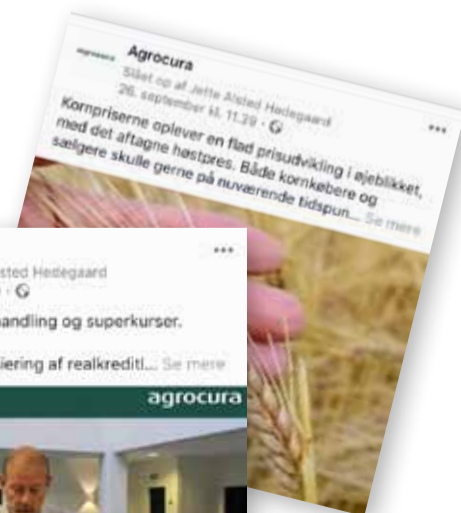 Agrocura
Slået op af Jette Alsted Hedegaard
26. september kl. 11.29 ·
Kornpriserne oplever en flad prisudvikling i øjeblikket,
med det aftagne høstpres. Både kornkøbere og
sælgere skulle gerne på nuværende tidspun... Se mere
sted Hedegaard
andling og superkurser.
iering af realkreditl... Se mere
agrocura